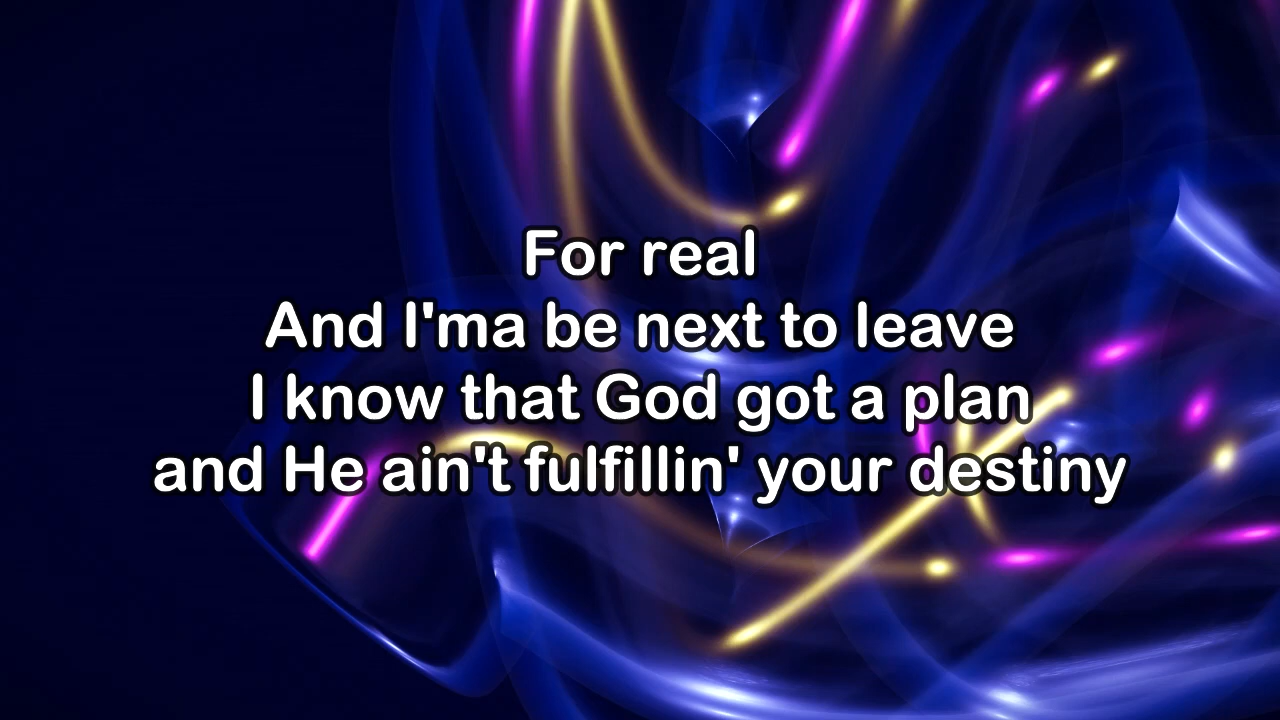 For real
And I'ma be next to leave
I know that God got a plan
and He ain't fulfillin' your destiny